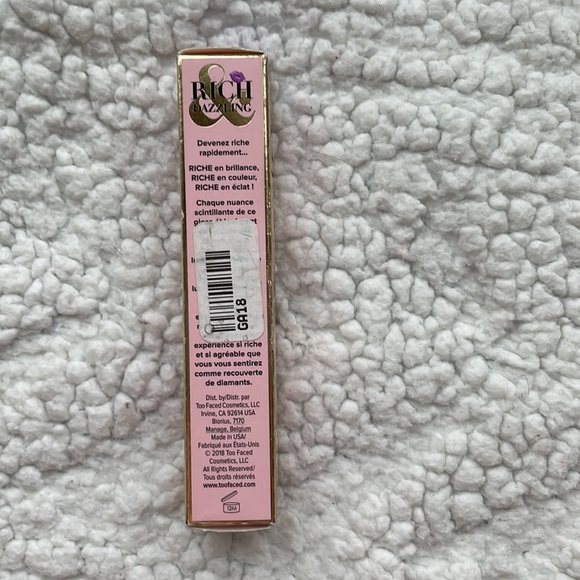 RICH
&
DAZZLING
Devenez riche
rapidement...
RICHE en brillance,
RICHE en couleur,
RICHE en éclat !
Chaque nuance
scintillante de ce
GA18
expérience si riche
et si agréable que
vous vous sentirez
comme recouverte
de diamants.
Dist. by/Distr. par
Too Faced Cosmetics, LLC
Irvine, CA 92614 USA
Biorius, 7170
Manage, Belgium
Made in USA/
Fabriqué aux États-Unis
© 2018 Too Faced
Cosmetics, LLC
All Rights Reserved/
Tous droits réservés
www.toofaced.com
12M